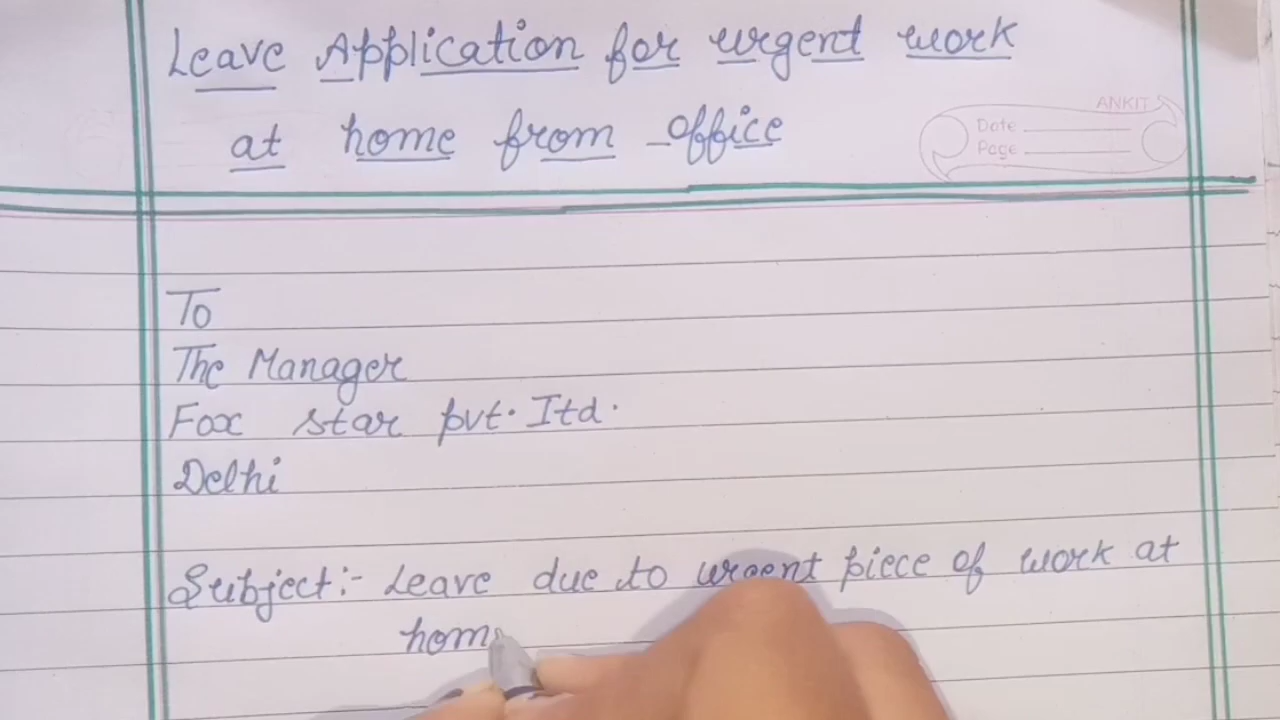 Leave Application for urgent work
at home from office
ANKIT
Date
Page
To
The Manager
Fox star pvt. Itd.
Delhi
Subject:- Leave due to urgent piece of work at
hom